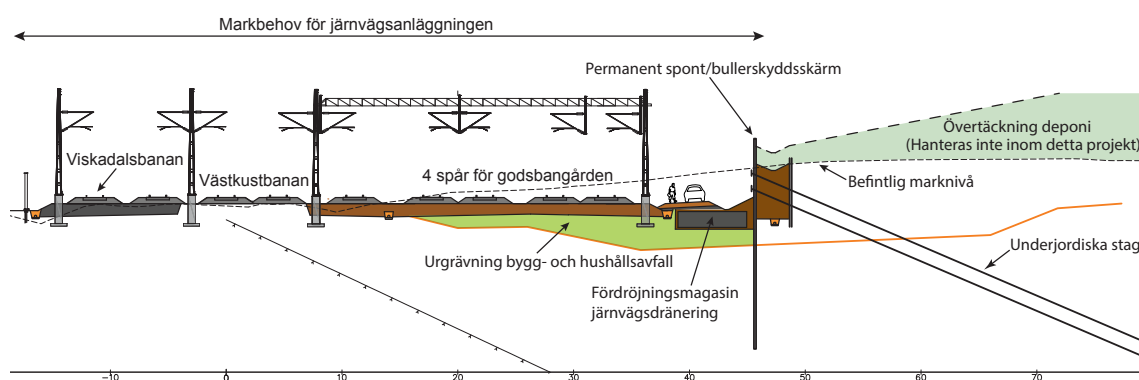 Markbehov för järnvägsanläggningen
Permanent spont/bullerskyddsskärm
Övertäckning deponi
(Hanteras inte inom detta projekt)
Viskadalsbanan
Västkustbanan
4 spår för godsbangården
Befintlig marknivå
Urgrävning bygg- och hushållsavfall
Underjordiska stag
Fördröjningsmagasin
järnvägsdränering
−10 0 10 20 30 40 50 60 70